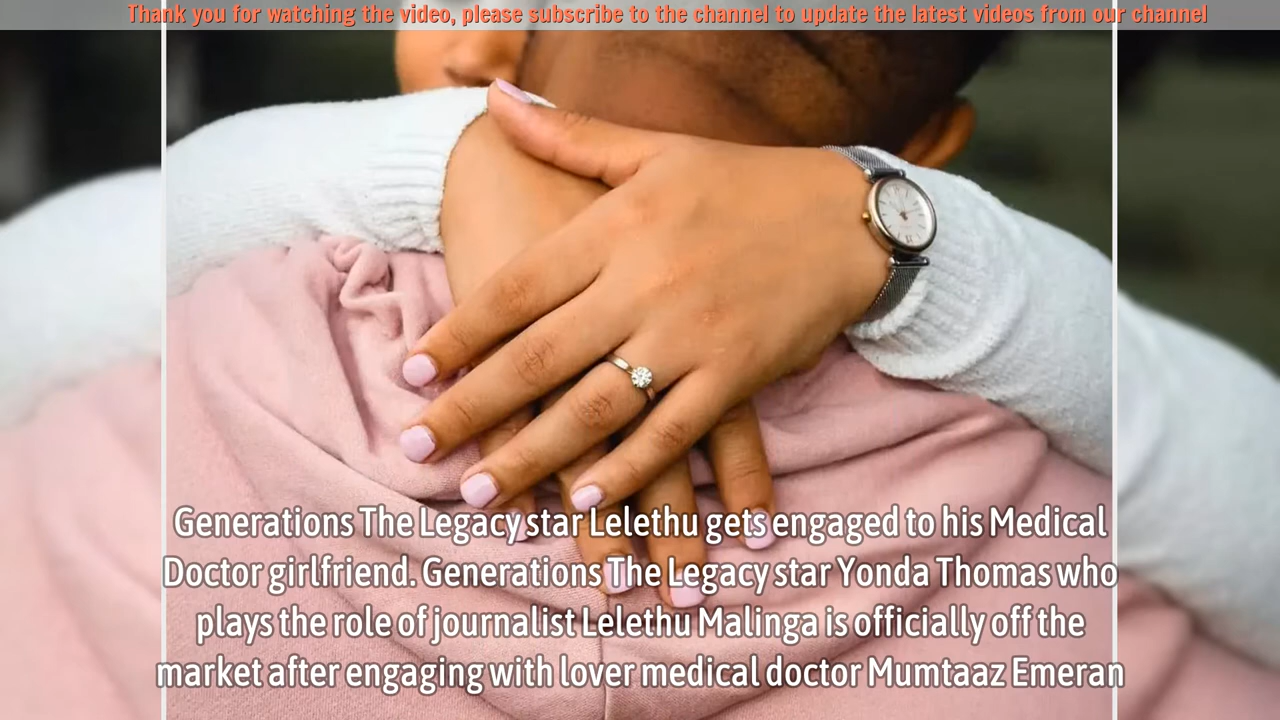 Thank you for watching the video, please subscribe to the channel to update the latest videos from our channel
Generations The Legacy star Lelethu gets engaged to his Medical
Doctor girlfriend. Generations The Legacy star Yonda Thomas who
plays the role of journalist Lelethu Malinga is officially off the
market after engaging with lover medical doctor Mumtaaz Emeran